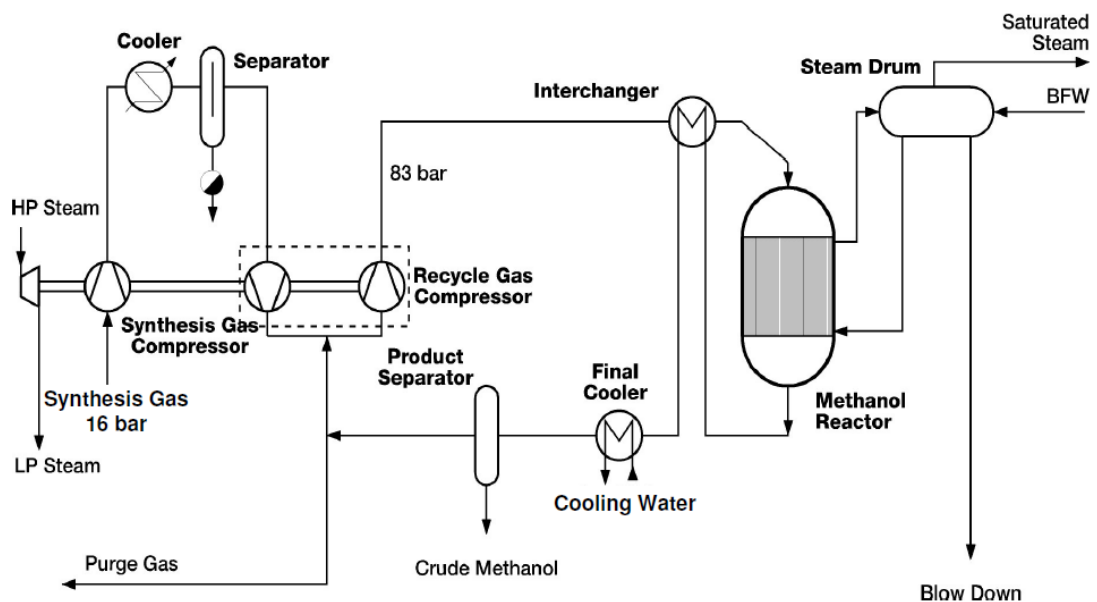 Saturated
Steam
Cooler
Separator
Steam Drum
Interchanger
BFW
83 bar
HP Steam
Recycle Gas
Compressor
Synthesis Gas
Compressor
Product
Separator
Final
Cooler
Synthesis Gas
16 bar
Methanol
Reactor
LP Steam
Cooling Water
Purge Gas
Crude Methanol
Blow Down